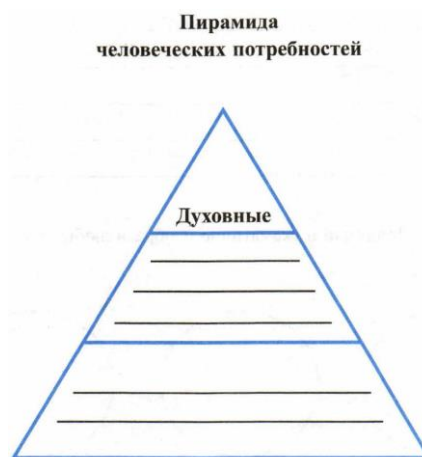 Пирамида
человеческих потребностей
Духовные